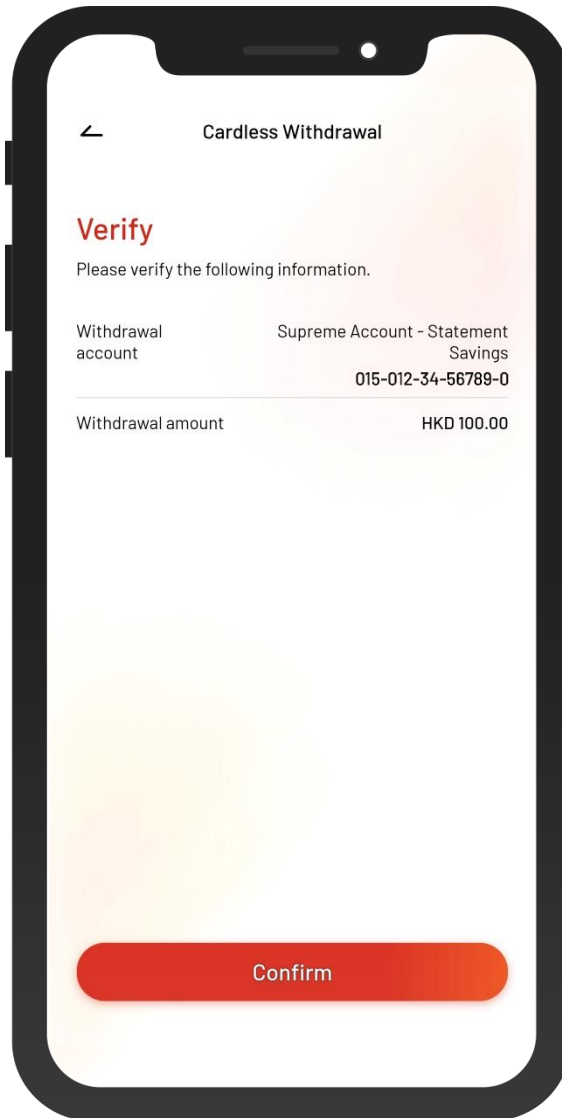 Cardless Withdrawal
Verify
Please verify the following information.
Withdrawal account
Supreme Account - Statement Savings
015-012-34-56789-0
Withdrawal amount
HKD 100.00
Confirm